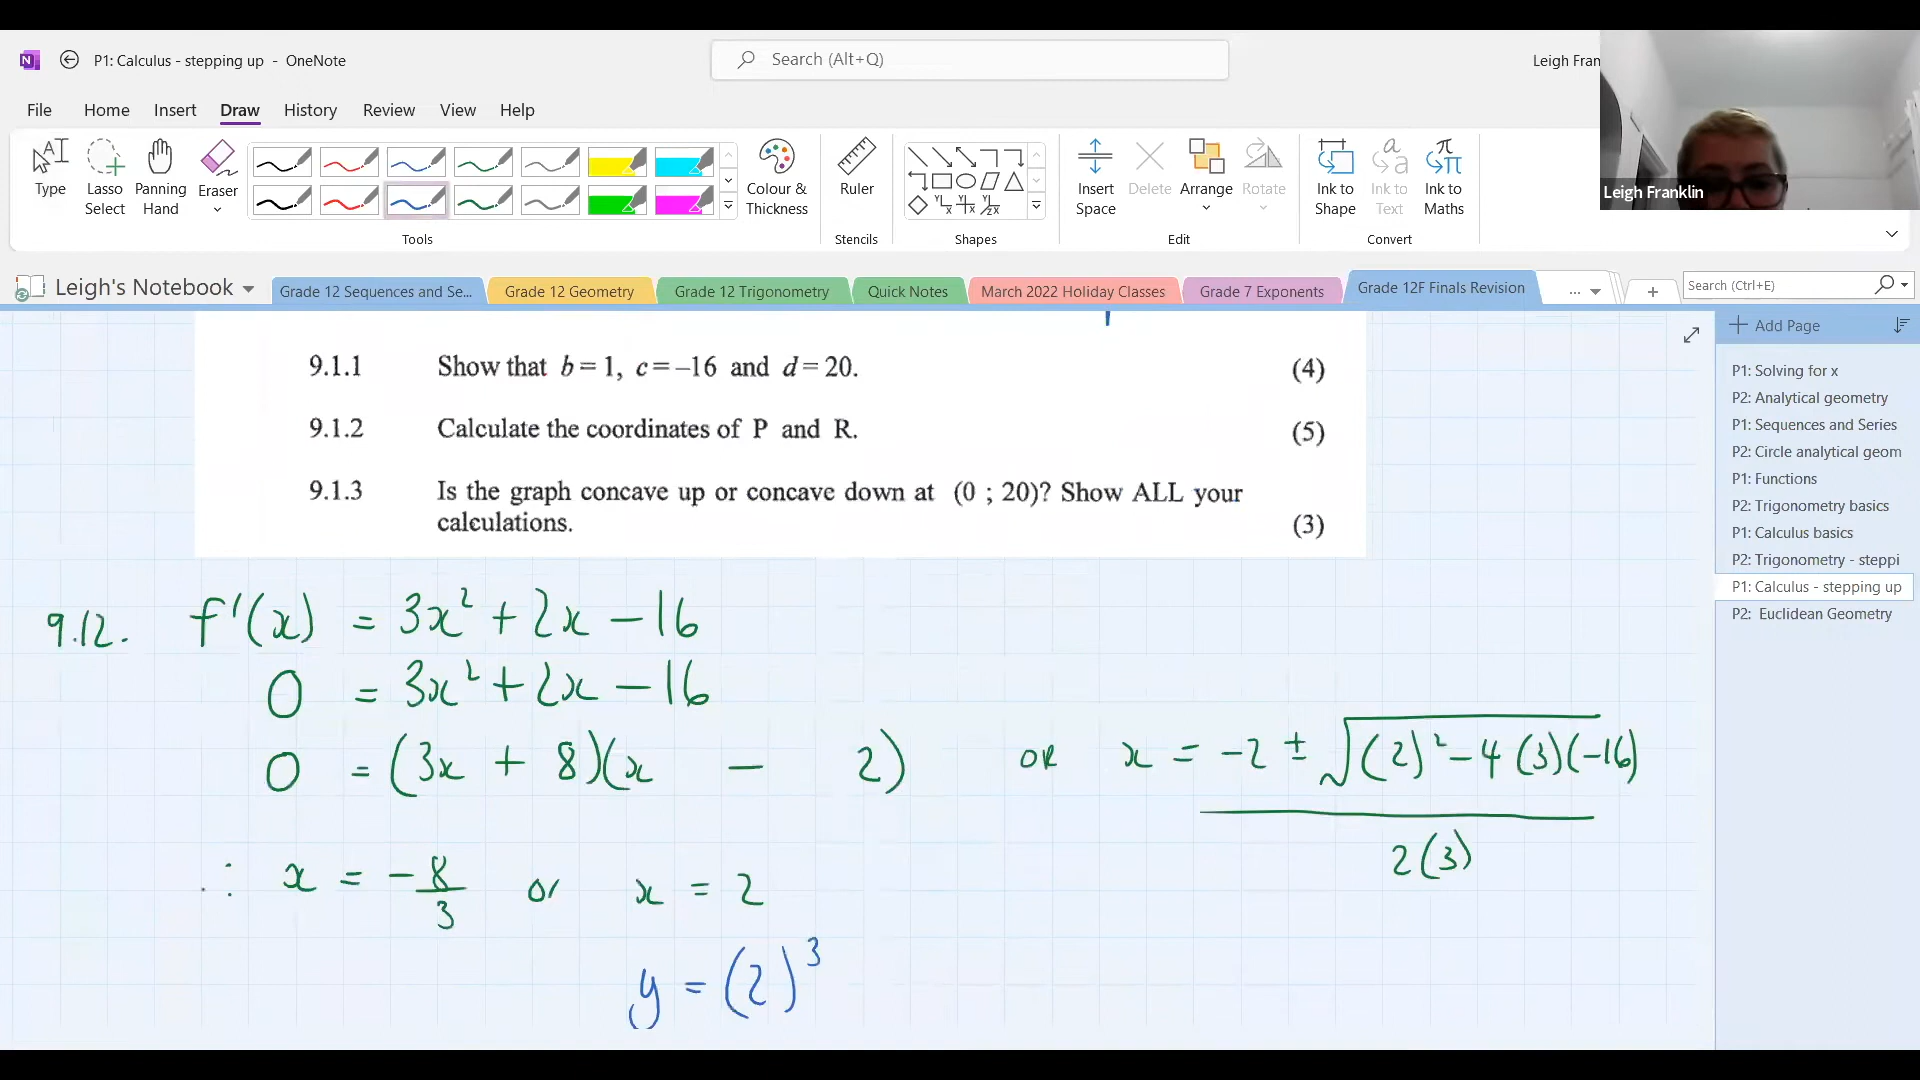 P1: Calculus - stepping up - OneNote
Search (Alt+Q)
Leigh Fran
File Home Insert Draw History Review View Help
Type
Lasso Select
Panning Hand
Eraser
Colour & Thickness
Ruler
Insert Space
Delete
Arrange
Rotate
Ink to Shape
Ink to Text
Ink to Maths
Leigh Franklin
Tools Stencils Shapes Edit Convert
Leigh's Notebook
Grade 12 Sequences and Se...
Grade 12 Geometry
Grade 12 Trigonometry
Quick Notes
March 2022 Holiday Classes
Grade 7 Exponents
Grade 12F Finals Revision
...
Search (Ctrl+E)
Add Page
P1: Solving for x
P2: Analytical geometry
P1: Sequences and Series
P2: Circle analytical geom
P1: Functions
P2: Trigonometry basics
P1: Calculus basics
P2: Trigonometry - steppi
P1: Calculus - stepping up
P2: Euclidean Geometry
9.1.1 Show that b = 1, c = –16 and d = 20. (4)
9.1.2 Calculate the coordinates of P and R. (5)
9.1.3 Is the graph concave up or concave down at (0 ; 20)? Show ALL your
calculations. (3)
9.12. f'(x) = 3x² + 2x - 16
0 = 3x² + 2x - 16
0 = (3x + 8)(x - 2) or x = -2 ± √(2)² - 4(3)(-16)
2(3)
∴ x = -8/3 or x = 2
y = (2)³